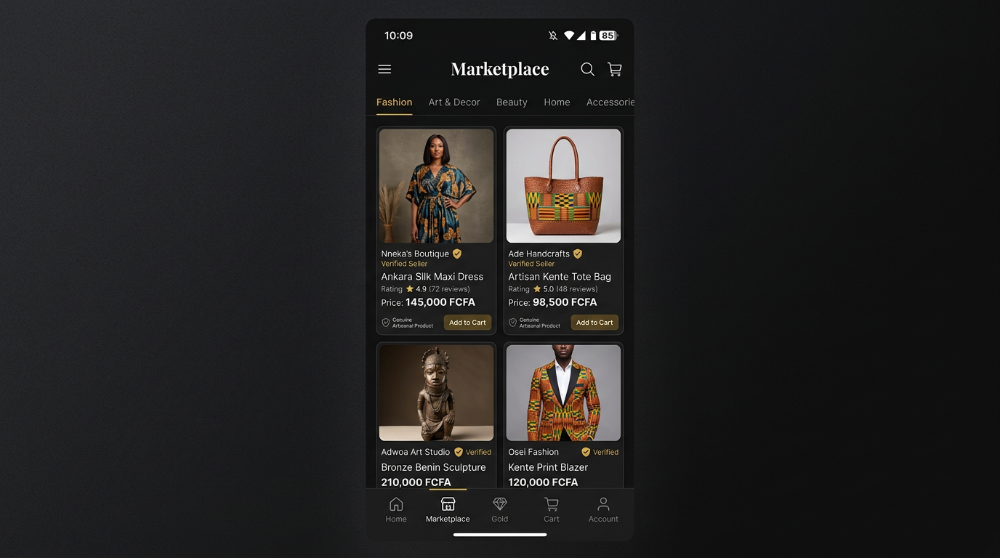 10:09
85
Marketplace
Fashion
Art & Decor
Beauty
Home
Accessorie
Nneka's Boutique
Verified Seller
Ankara Silk Maxi Dress
Rating 4.9 (72 reviews)
Price: 145,000 FCFA
Genuine
Artisanal Product
Add to Cart
Ade Handcrafts
Verified Seller
Artisan Kente Tote Bag
Rating 5.0 (48 reviews)
Price: 98,500 FCFA
Genuine
Artisanal Product
Add to Cart
Adwoa Art Studio
Verified
Bronze Benin Sculpture
210,000 FCFA
Osei Fashion
Verified
Kente Print Blazer
120,000 FCFA
Home
Marketplace
Gold
Cart
Account